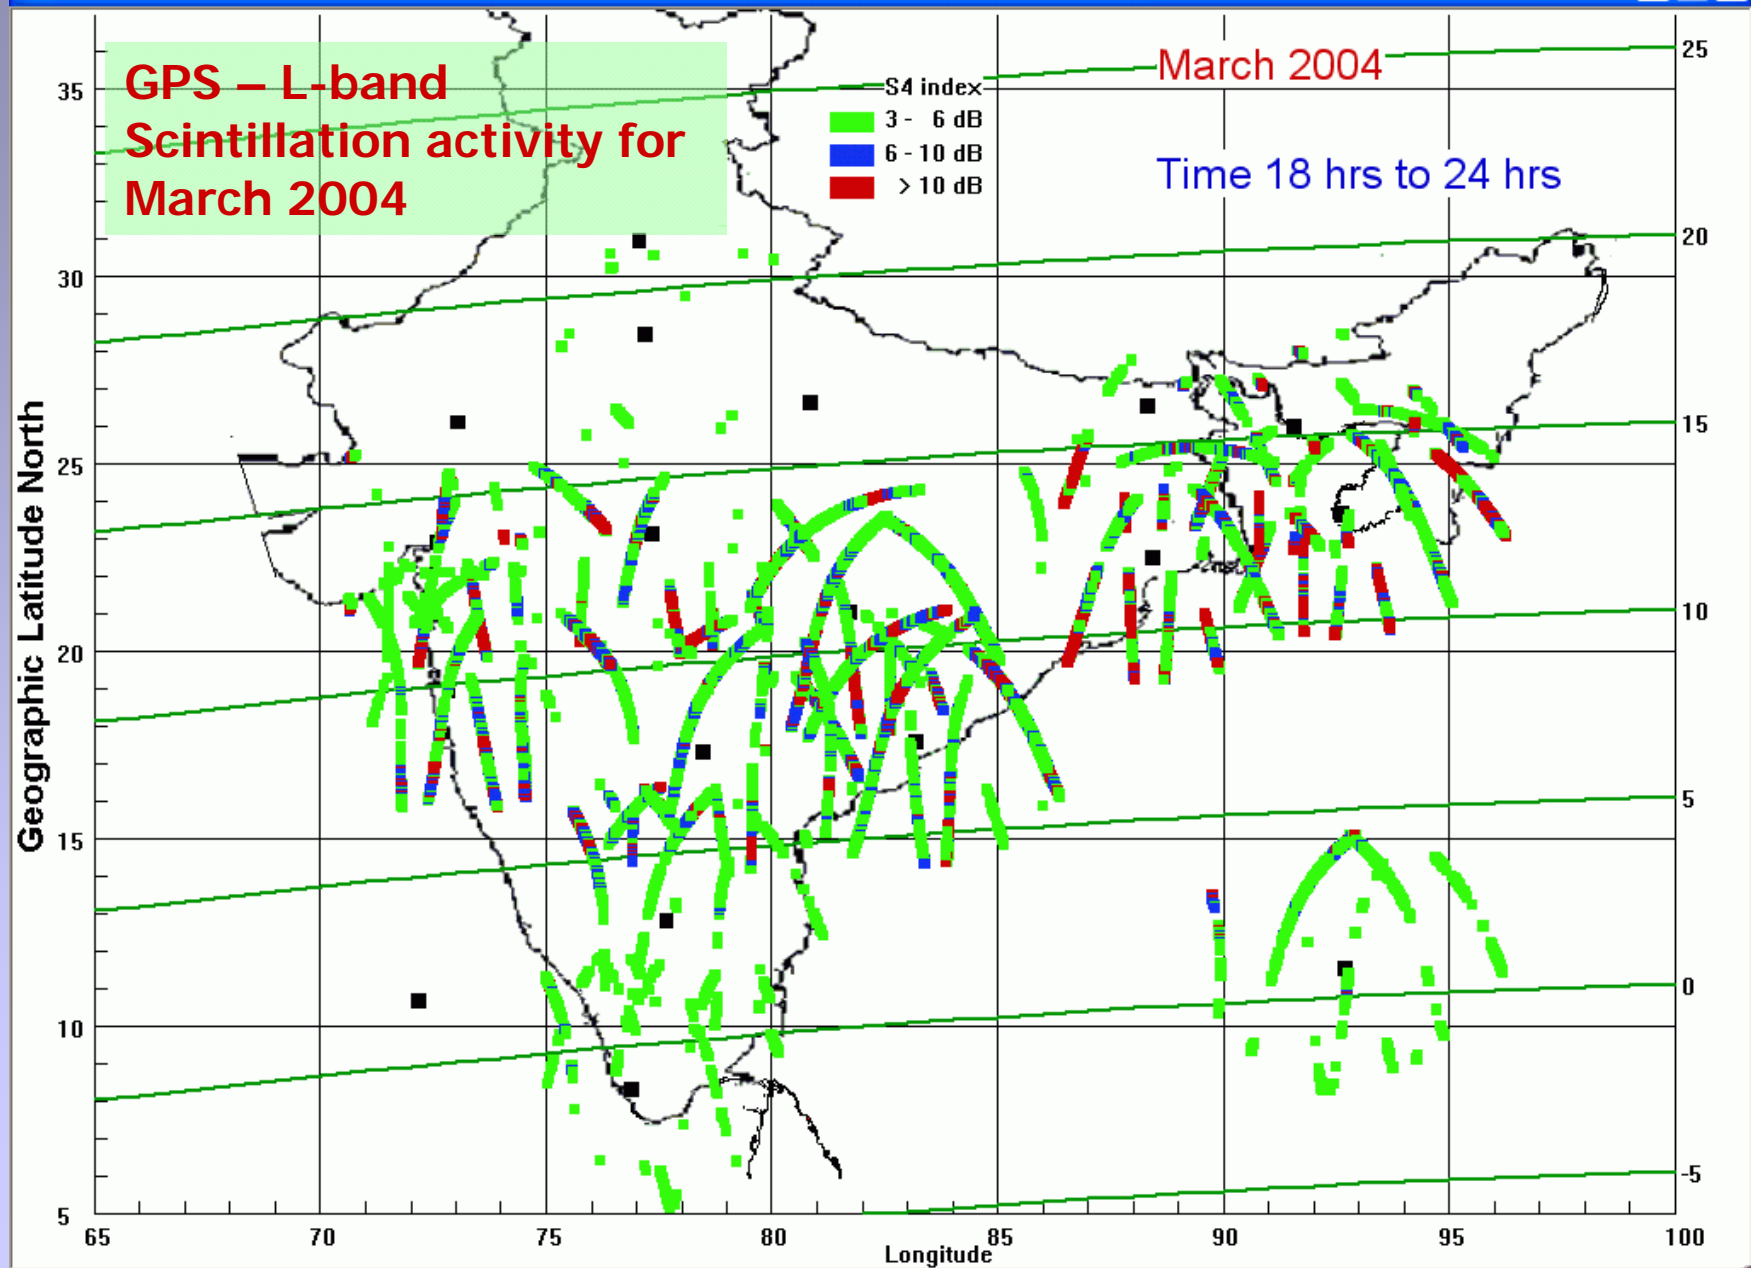 GPS – L-band
Scintillation activity for
March 2004
March 2004
Time 18 hrs to 24 hrs
S4 index
3 - 6 dB
6 - 10 dB
> 10 dB
Geographic Latitude North
35
30
25
20
15
10
5
25
20
15
10
5
0
-5
65 70 75 80 85 90 95 100
Longitude